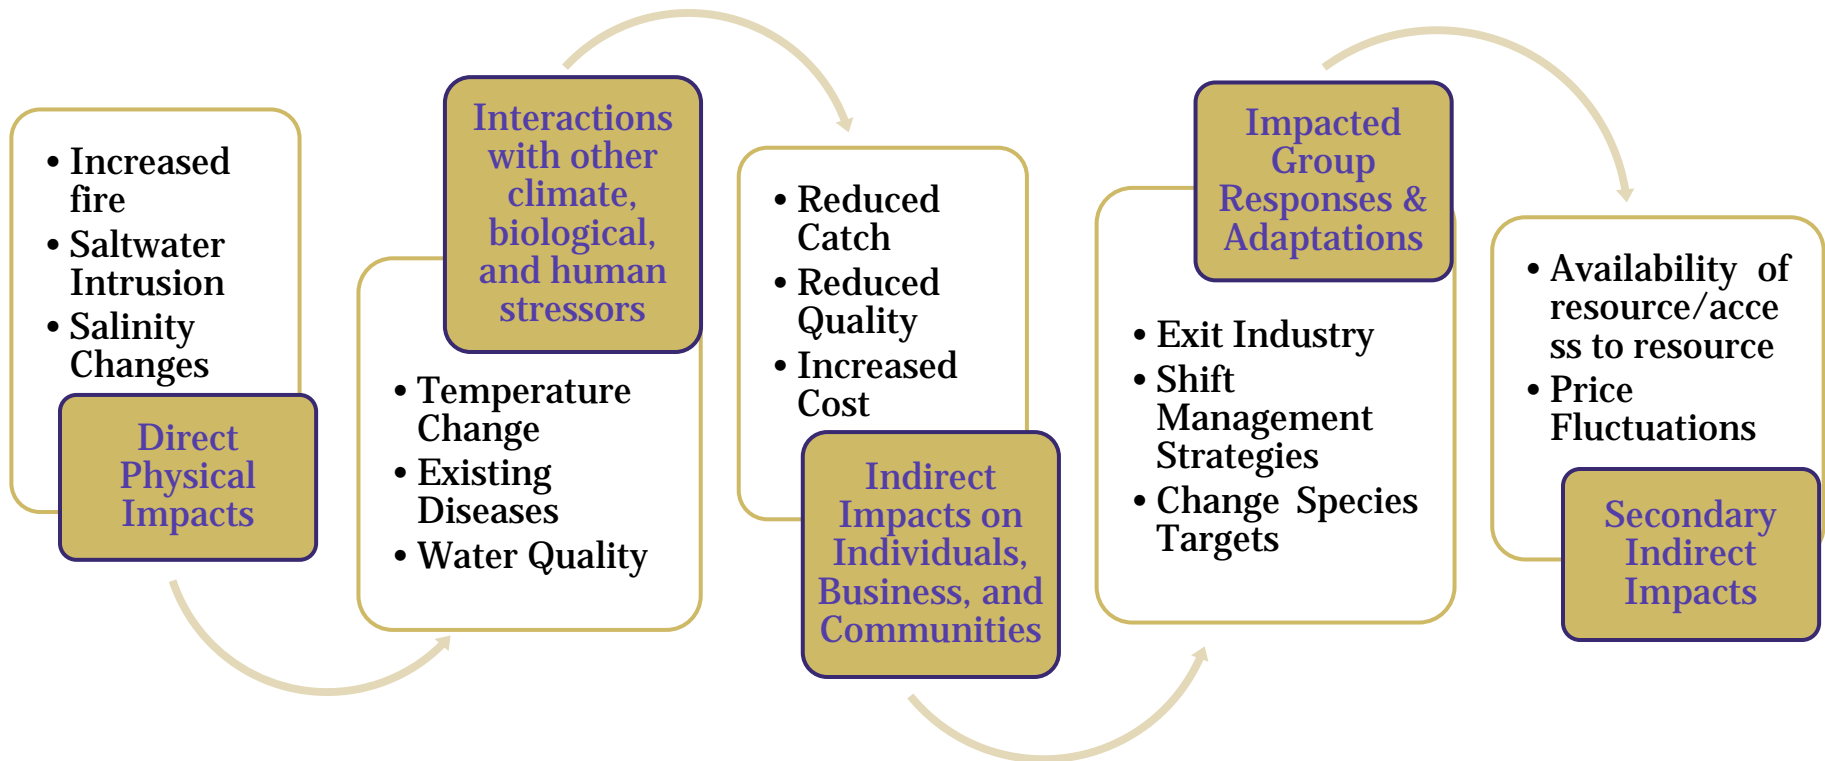 • Increased
fire
• Saltwater
Intrusion
• Salinity
Changes
Direct
Physical
Impacts
Interactions
with other
climate,
biological,
and human
stressors
• Temperature
Change
• Existing
Diseases
• Water Quality
• Reduced
Catch
• Reduced
Quality
• Increased
Cost
Indirect
Impacts on
Individuals,
Business, and
Communities
Impacted
Group
Responses &
Adaptations
• Exit Industry
• Shift
Management
Strategies
• Change Species
Targets
• Availability of
resource/acce
ss to resource
• Price
Fluctuations
Secondary
Indirect
Impacts